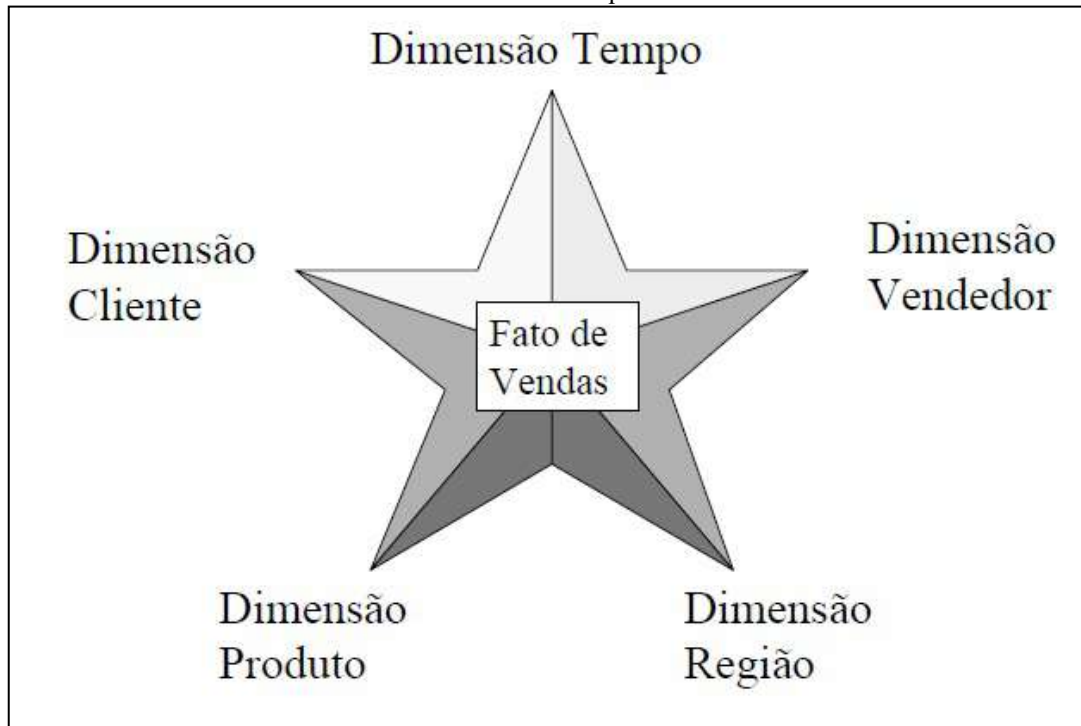 Dimensão Tempo
Dimensão
Cliente
Dimensão
Vendedor
Fato de
Vendas
Dimensão
Produto
Dimensão
Região